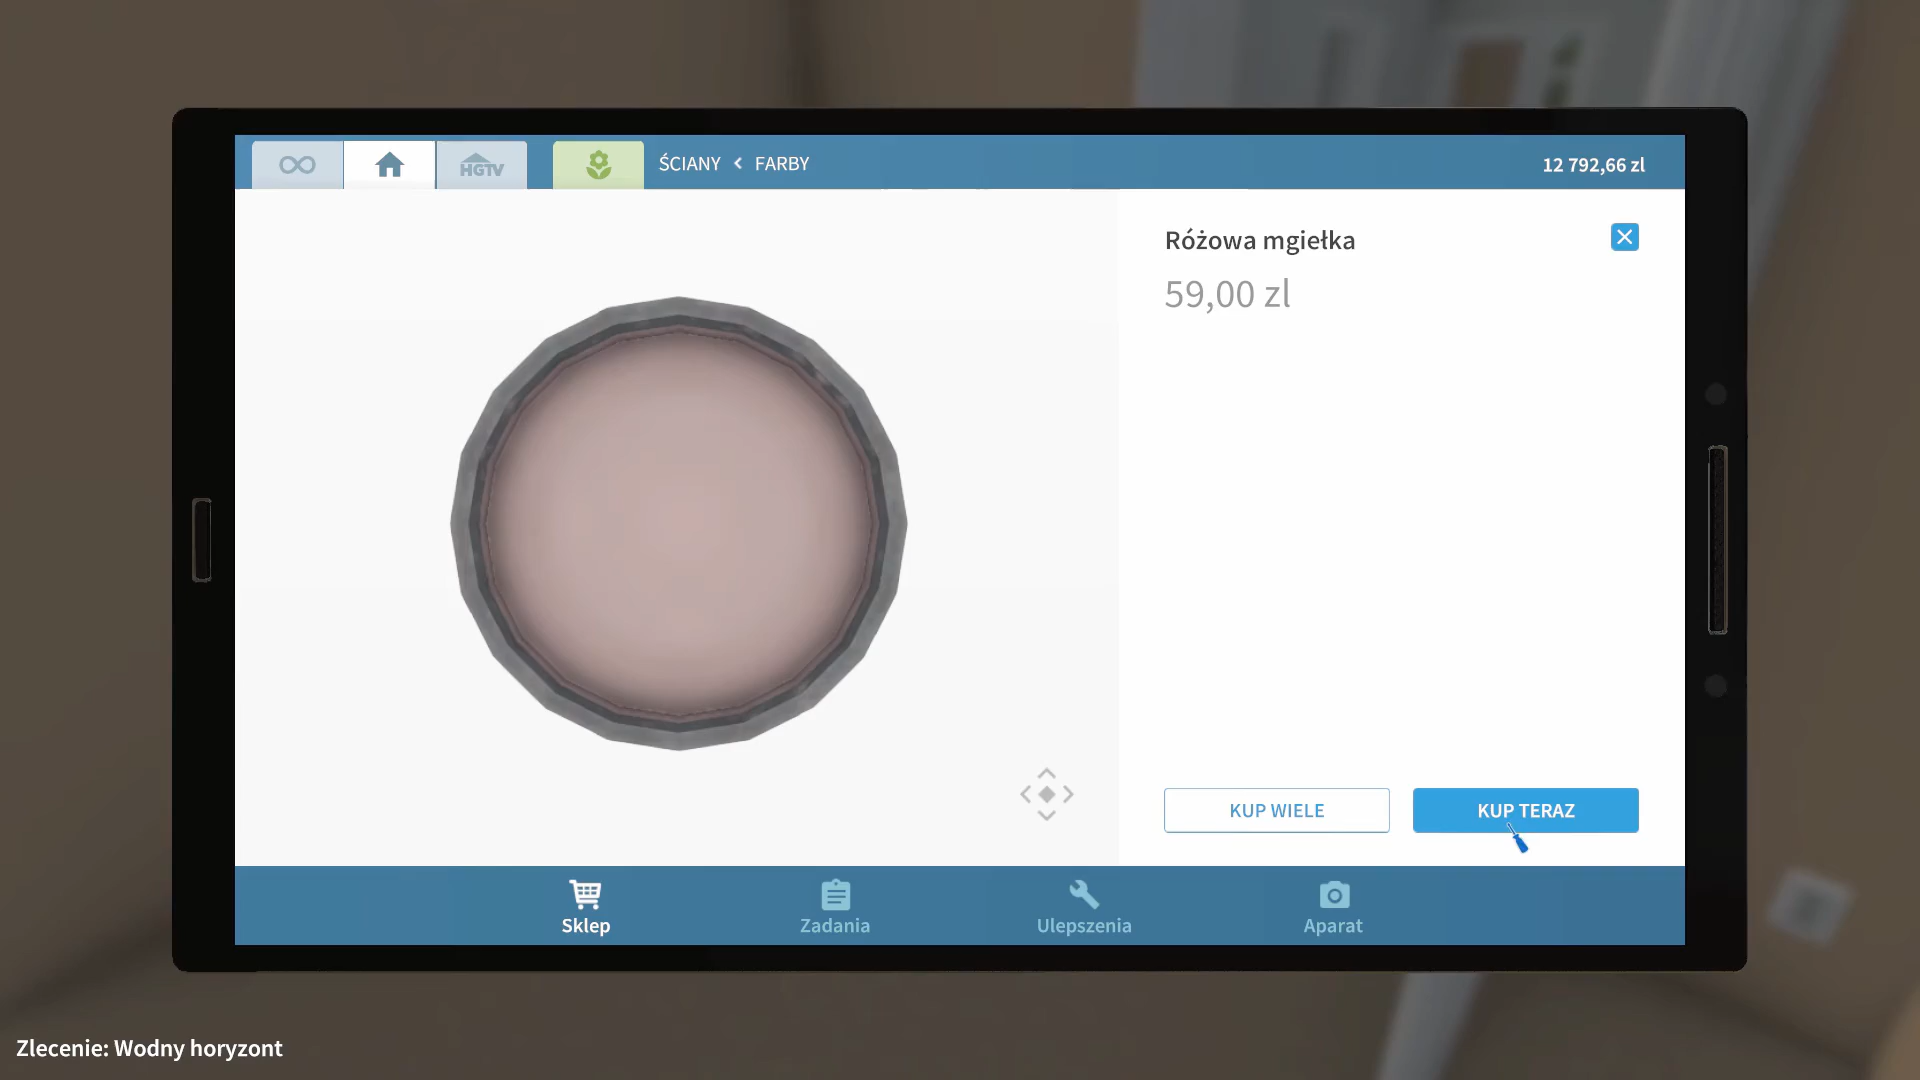 HGTV
ŚCIANY < FARBY
12 792,66 zl
Różowa mgiełka
59,00 zl
KUP WIELE
KUP TERAZ
Sklep
Zadania
Ulepszenia
Aparat
Zlecenie: Wodny horyzont